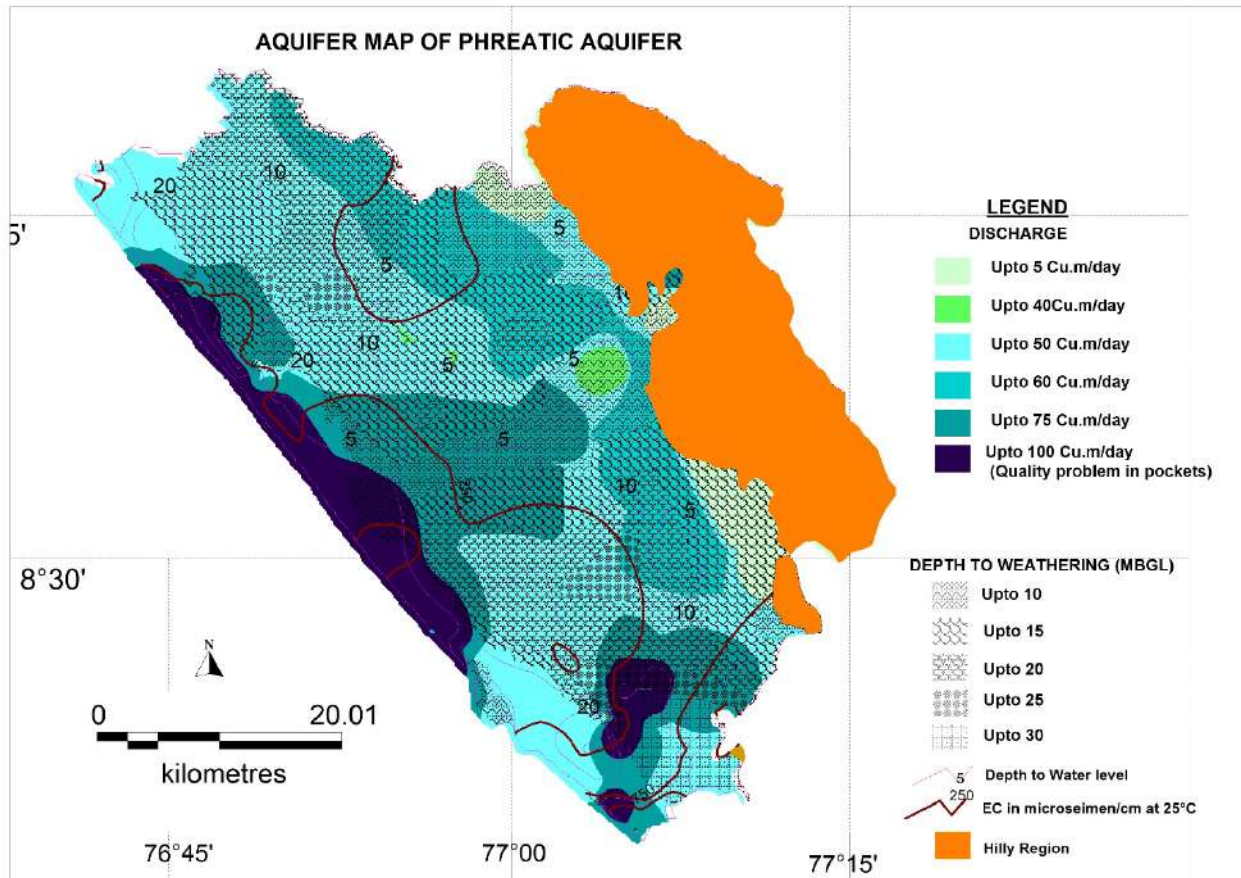 AQUIFER MAP OF PHREATIC AQUIFER
20
10
5
5'
5
10
20
10
5
5
5
5
10
5
10
20
8°30'
N
0 20.01
kilometres
76°45' 77°00 77°15'
LEGEND
DISCHARGE
Upto 5 Cu.m/day
Upto 40Cu.m/day
Upto 50 Cu.m/day
Upto 60 Cu.m/day
Upto 75 Cu.m/day
Upto 100 Cu.m/day
(Quality problem in pockets)
DEPTH TO WEATHERING (MBGL)
Upto 10
Upto 15
Upto 20
Upto 25
Upto 30
5 Depth to Water level
250 EC in microseimen/cm at 25°C
Hilly Region